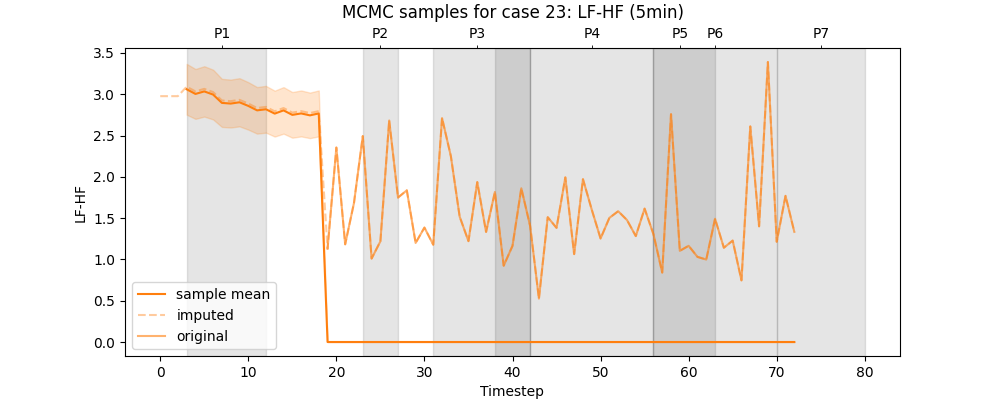 MCMC samples for case 23: LF-HF (5min)
P1 P2 P3 P4 P5 P6 P7
3.5
3.0
2.5
2.0
1.5
1.0
0.5
0.0
LF-HF
sample mean
imputed
original
0 10 20 30 40 50 60 70 80
Timestep